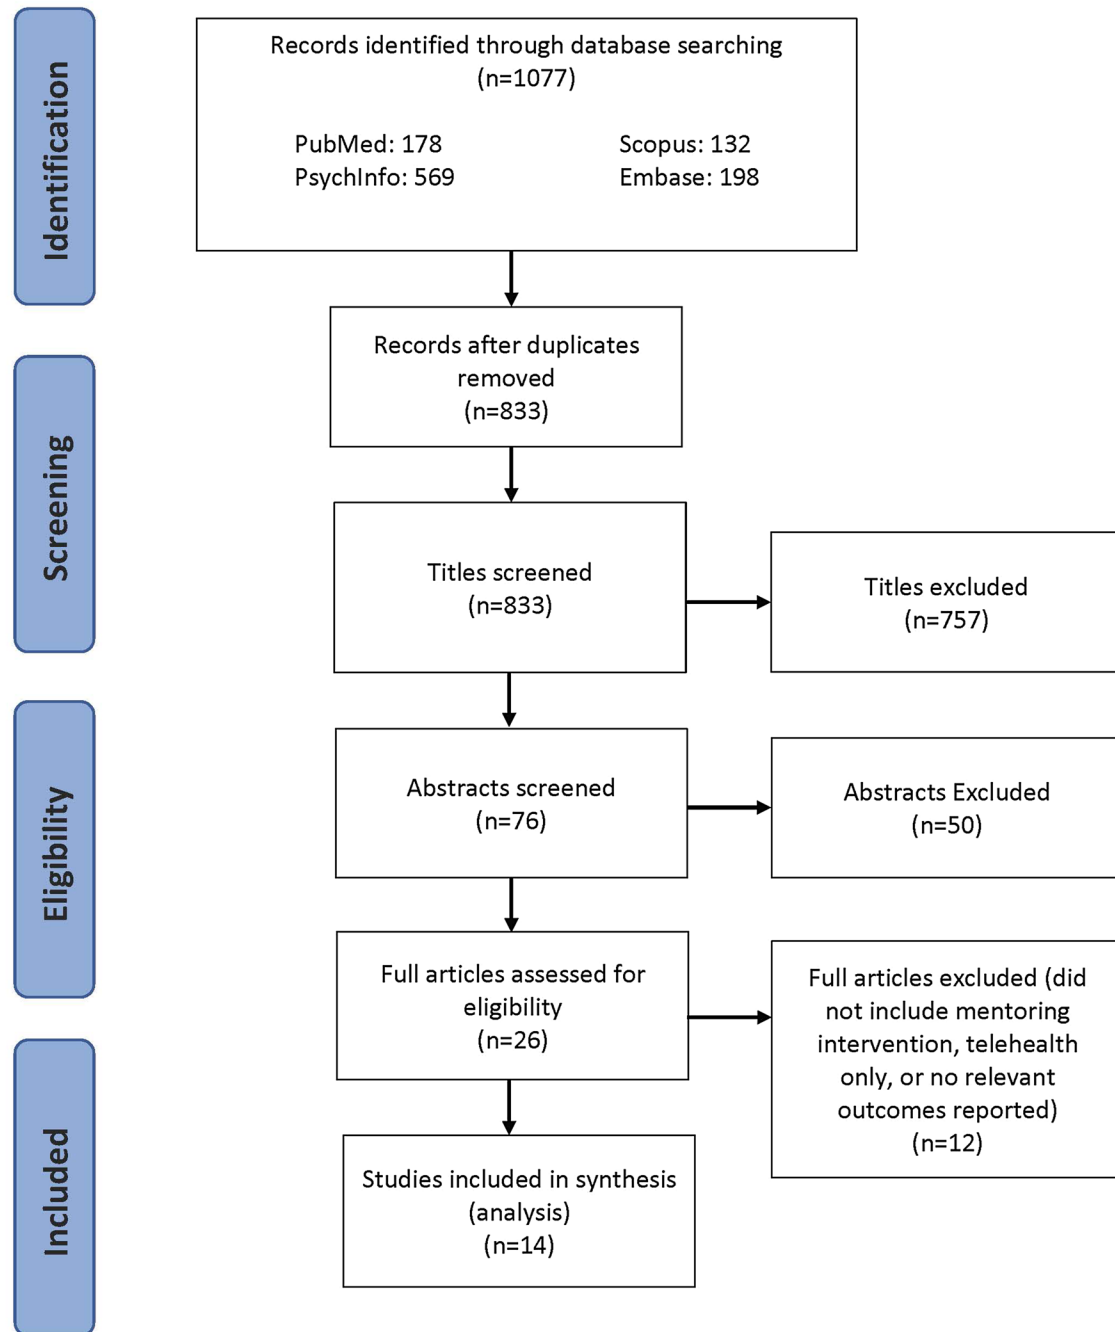 Identification
Records identified through database searching
(n=1077)
PubMed: 178
Scopus: 132
PsychInfo: 569
Embase: 198
Records after duplicates
removed
(n=833)
Screening
Titles screened
(n=833)
Titles excluded
(n=757)
Eligibility
Abstracts screened
(n=76)
Abstracts Excluded
(n=50)
Full articles assessed for
eligibility
(n=26)
Full articles excluded (did
not include mentoring
intervention, telehealth
only, or no relevant
outcomes reported)
(n=12)
Included
Studies included in synthesis
(analysis)
(n=14)